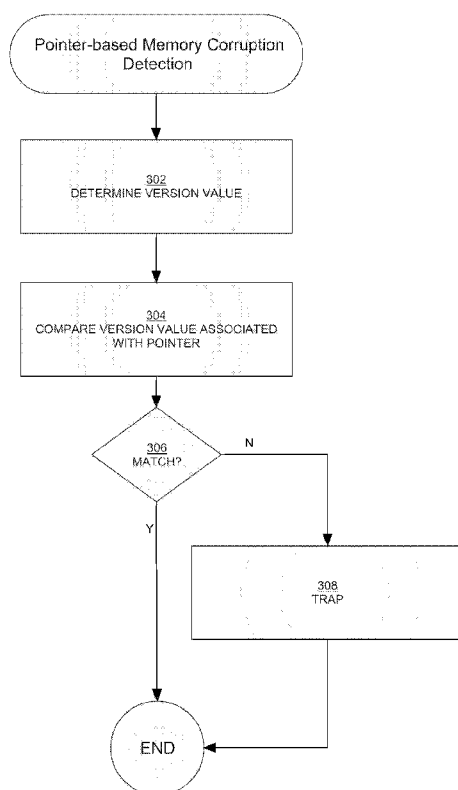 Pointer-based Memory Corruption
Detection
302
DETERMINE VERSION VALUE
304
COMPARE VERSION VALUE ASSOCIATED
WITH POINTER
306
MATCH?
N
Y
308
TRAP
END